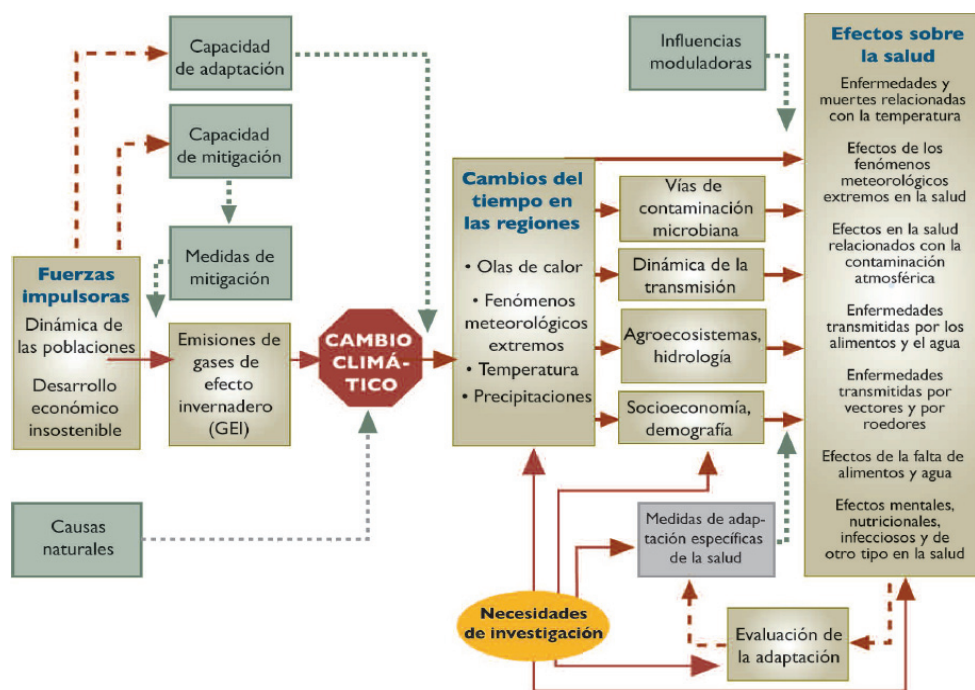 Capacidad
de adaptación
Capacidad
de mitigación
Medidas de
mitigación
Fuerzas
impulsoras
Dinámica de
las poblaciones
Desarrollo
económico
insostenible
Emisiones de
gases de
efecto
invernadero
(GEI)
CAMBIO
CLIMÁ-
TICO
Causas
naturales
Influencias
moduladoras
Cambios del
tiempo en
las regiones
• Olas de calor
• Fenómenos
meteorológicos
extremos
• Temperatura
• Precipitaciones
Vías de
contaminación
microbiana
Dinámica de la
transmisión
Agroecosistemas,
hidrología
Socioeconomía,
demografía
Medidas de adap-
tación específicas
de la salud
Necesidades
de investigación
Evaluación de
la adaptación
Efectos sobre
la salud
Enfermedades y
muertes relacionadas
con la temperatura
Efectos de los
fenómenos
meteorológicos
extremos en la salud
Efectos en la salud
relacionados con la
contaminación
atmosférica
Enfermedades
transmitidas por los
alimentos y el agua
Enfermedades
transmitidas por
vectores y por
roedores
Efectos de la falta de
alimentos y agua
Efectos mentales,
nutricionales,
infecciosos y de
otro tipo en la salud